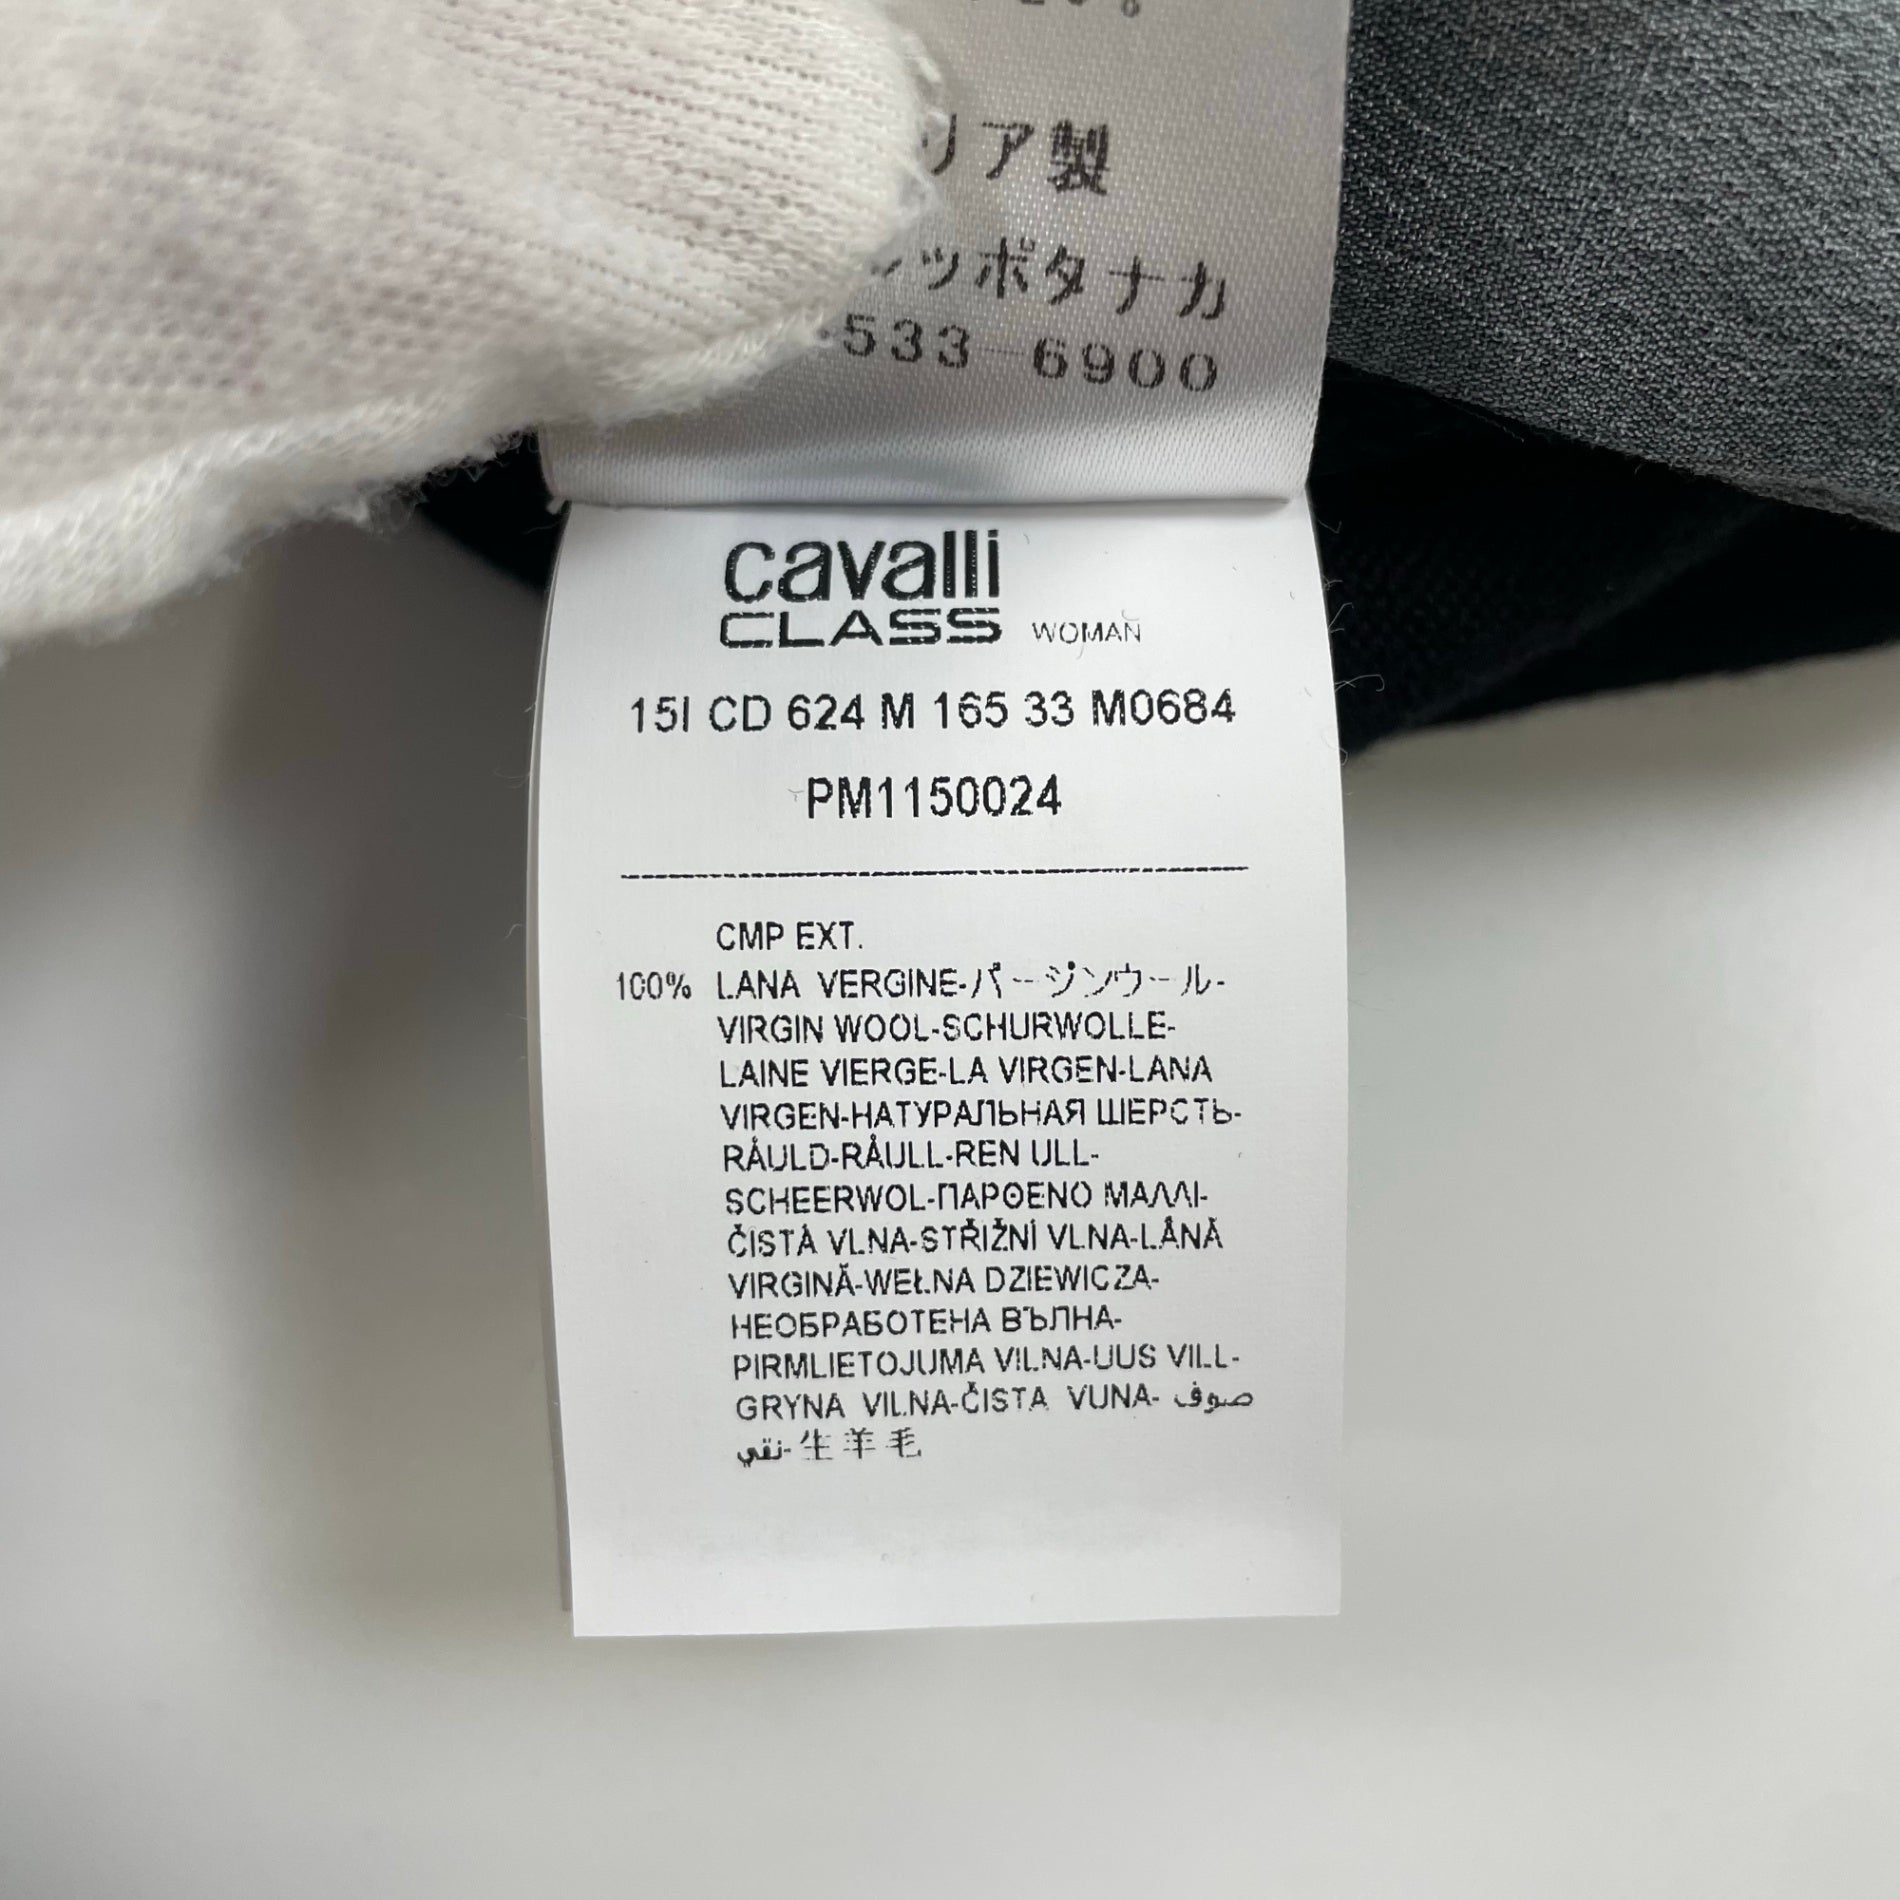 リア製
ツポタナカ
533-6900
cavalli
CLASS WOMAN
15I CD 624 M 165 33 M0684
PM1150024
CMP EXT.
100% LANA VERGINE-バージンウール-
VIRGIN WOOL-SCHURWOLLE-
LAINE VIERGE-LA VIRGEN-LANA
VIRGEN-НАТУРАЛЬНАЯ ШЕРСТЬ-
RÅULD-RÅULL-REN ULL-
SCHEERWOL-ΠΑΡΘΕΝΟ ΜΑΛΛΙ-
ČISTÁ VLNA-STŘIŽNÍ VLNA-LÂNĂ
VIRGINĂ-WEŁNA DZIEWICZA-
НЕОБРАБОТЕНА ВЪЛНА-
PIRMLIETOJUMA VILNA-UUS VILL-
GRYNA VILNA-ČISTA VUNA- صوف
نقي-生羊毛